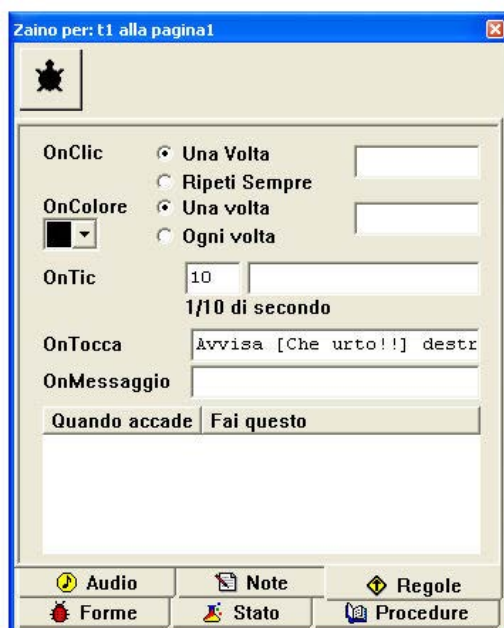 Zaino per: t1 alla pagina1
OnClic Una Volta
Ripeti Sempre
OnColore Una volta
Ogni volta
OnTic 10
1/10 di secondo
OnTocca Avvisa [Che urto!!] destr
OnMessaggio
Quando accade Fai questo
Audio Note Regole
Forme Stato Procedure